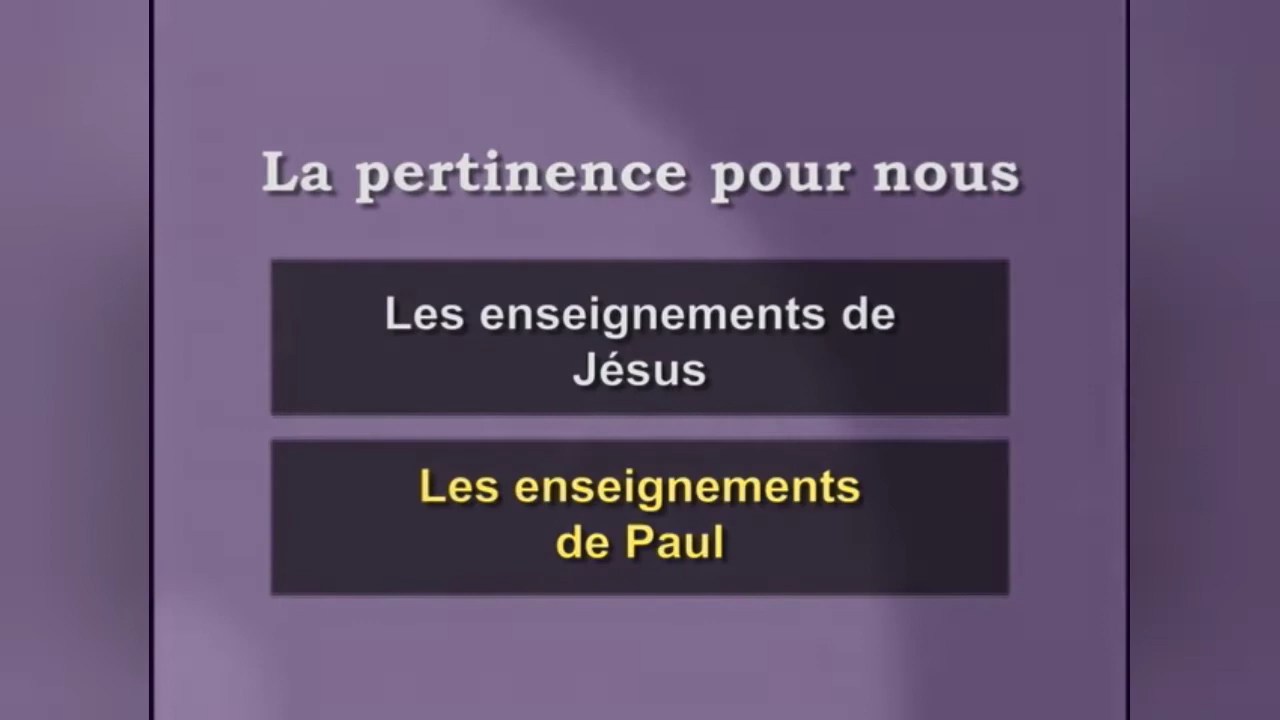 La pertinence pour nous
Les enseignements de
Jésus
Les enseignements
de Paul